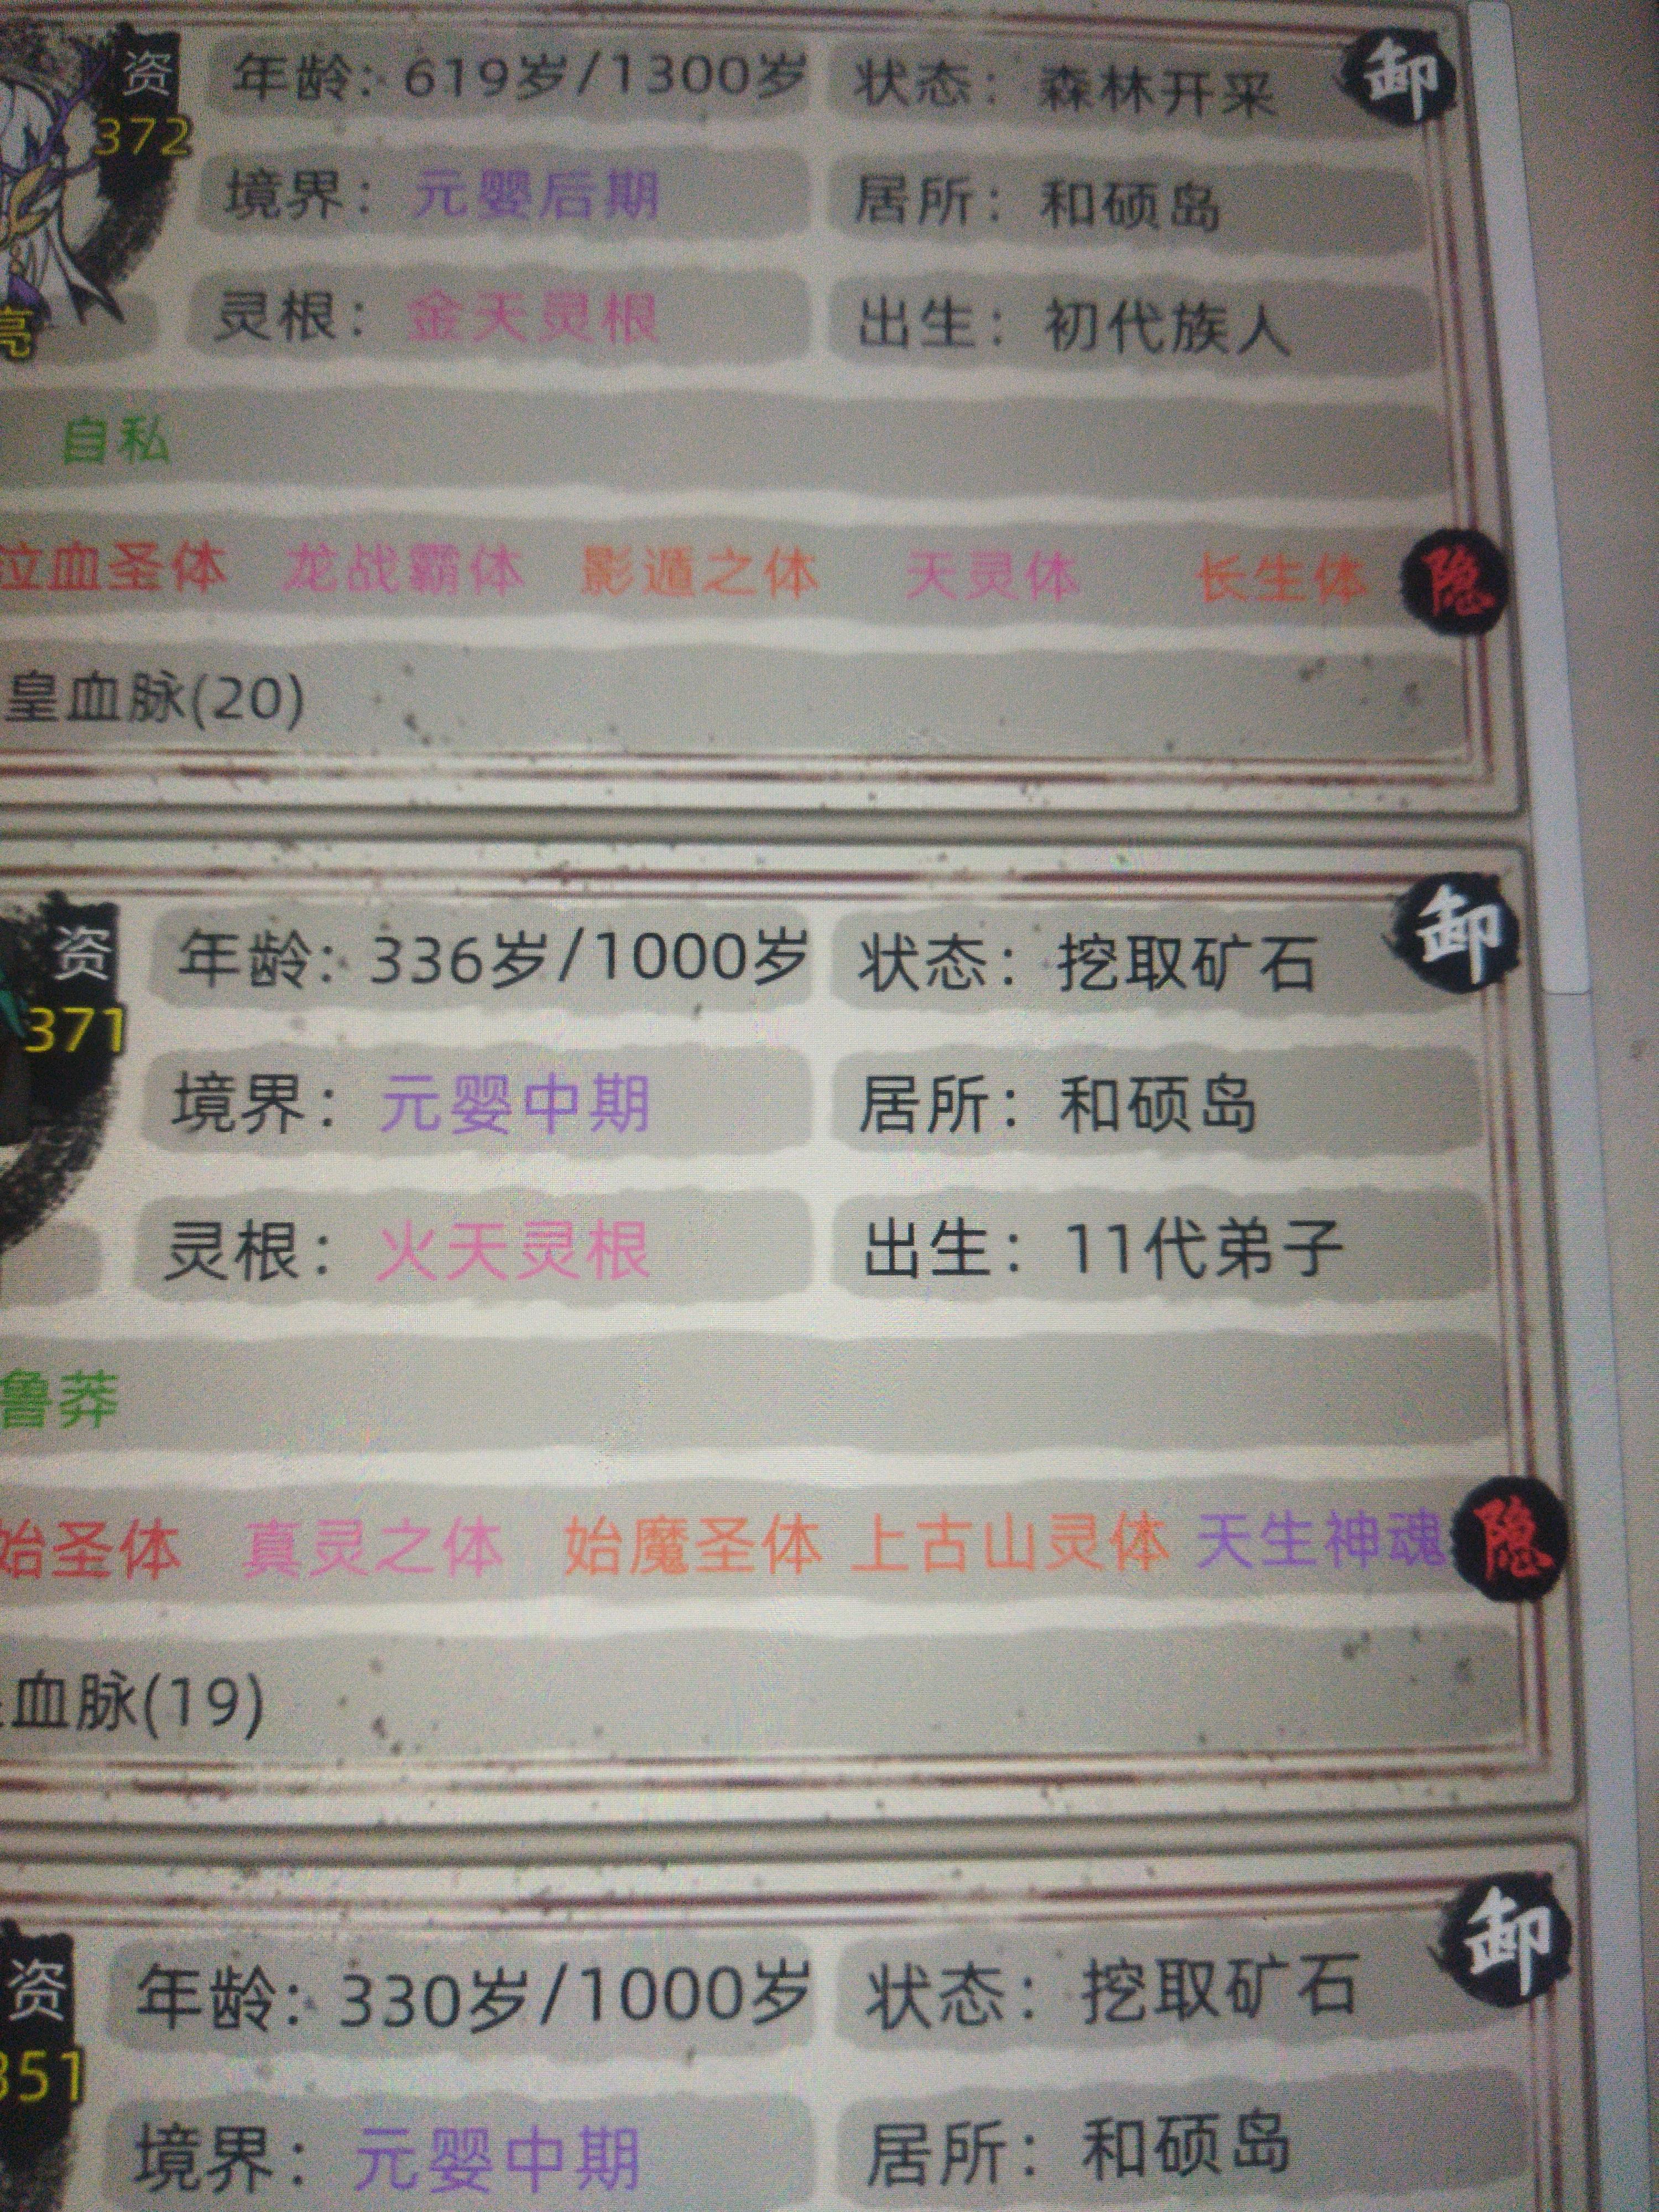 资 年龄：619岁/1300岁 状态：森林开采 卸
372
境界：元婴后期 居所：和硕岛
灵根：金天灵根 出生：初代族人
亮
自私
泣血圣体 龙战霸体 影遁之体 天灵体 长生体 隐
皇血脉(20)
资 年龄：336岁/1000岁 状态：挖取矿石 卸
371
境界：元婴中期 居所：和硕岛
灵根：火天灵根 出生：11代弟子
鲁莽
始圣体 真灵之体 始魔圣体 上古山灵体 天生神魂 隐
血脉(19)
资 年龄：330岁/1000岁 状态：挖取矿石 卸
351
境界：元婴中期 居所：和硕岛